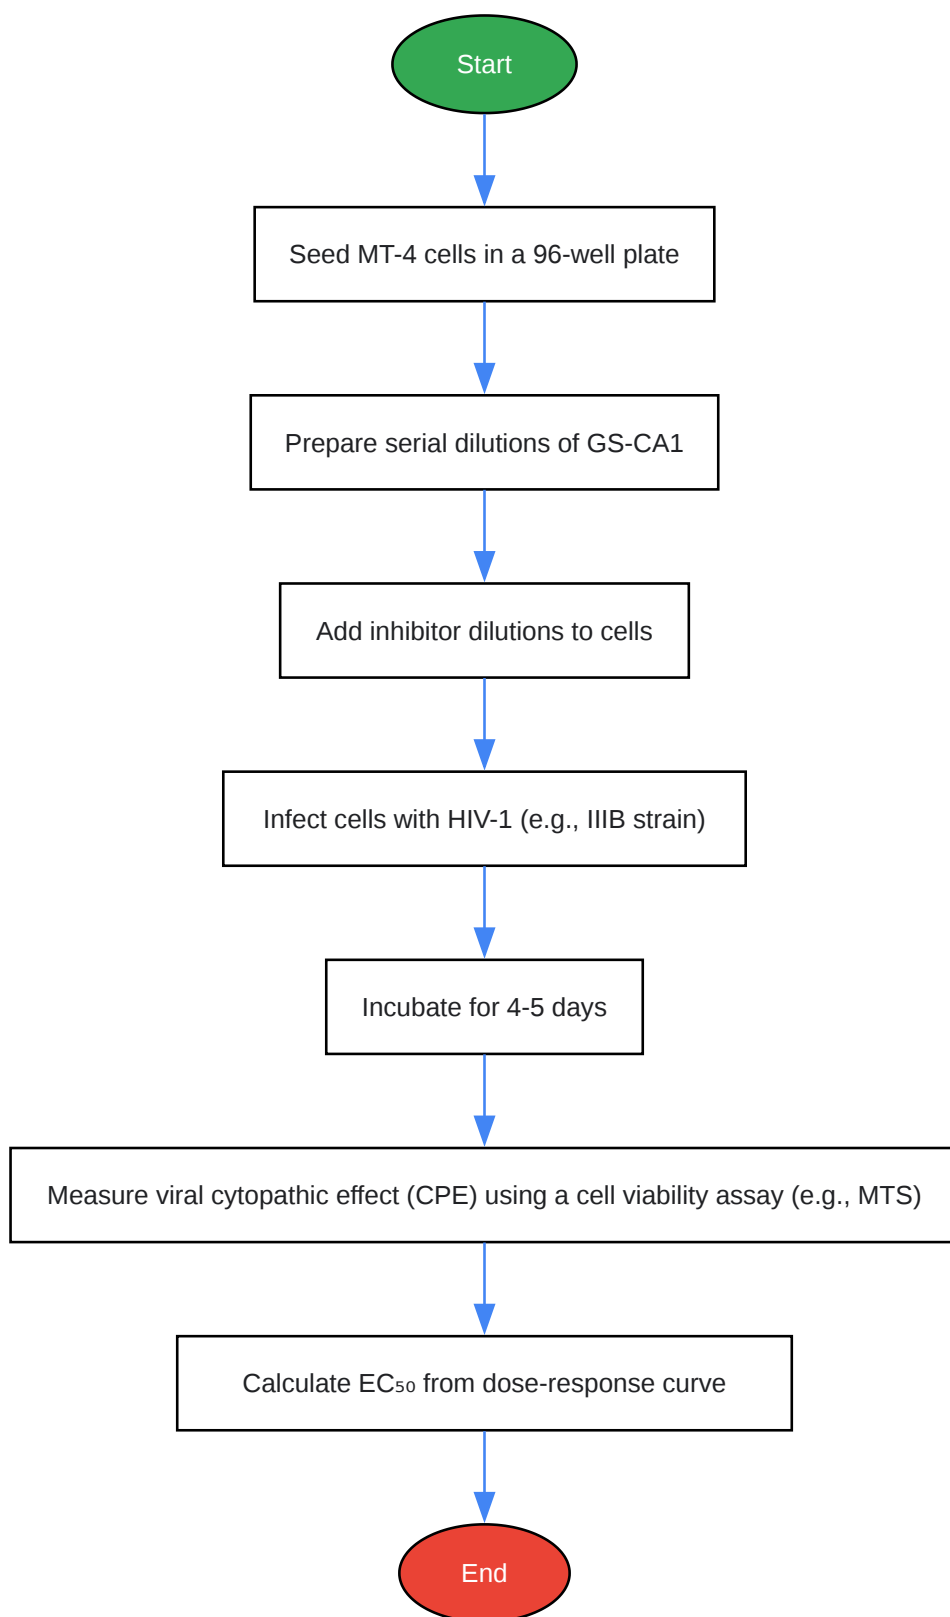 Start
Seed MT-4 cells in a 96-well plate
Prepare serial dilutions of GS-CA1
Add inhibitor dilutions to cells
Infect cells with HIV-1 (e.g., IIIB strain)
Incubate for 4-5 days
Measure viral cytopathic effect (CPE) using a cell viability assay (e.g., MTS)
Calculate EC₅₀ from dose-response curve
End